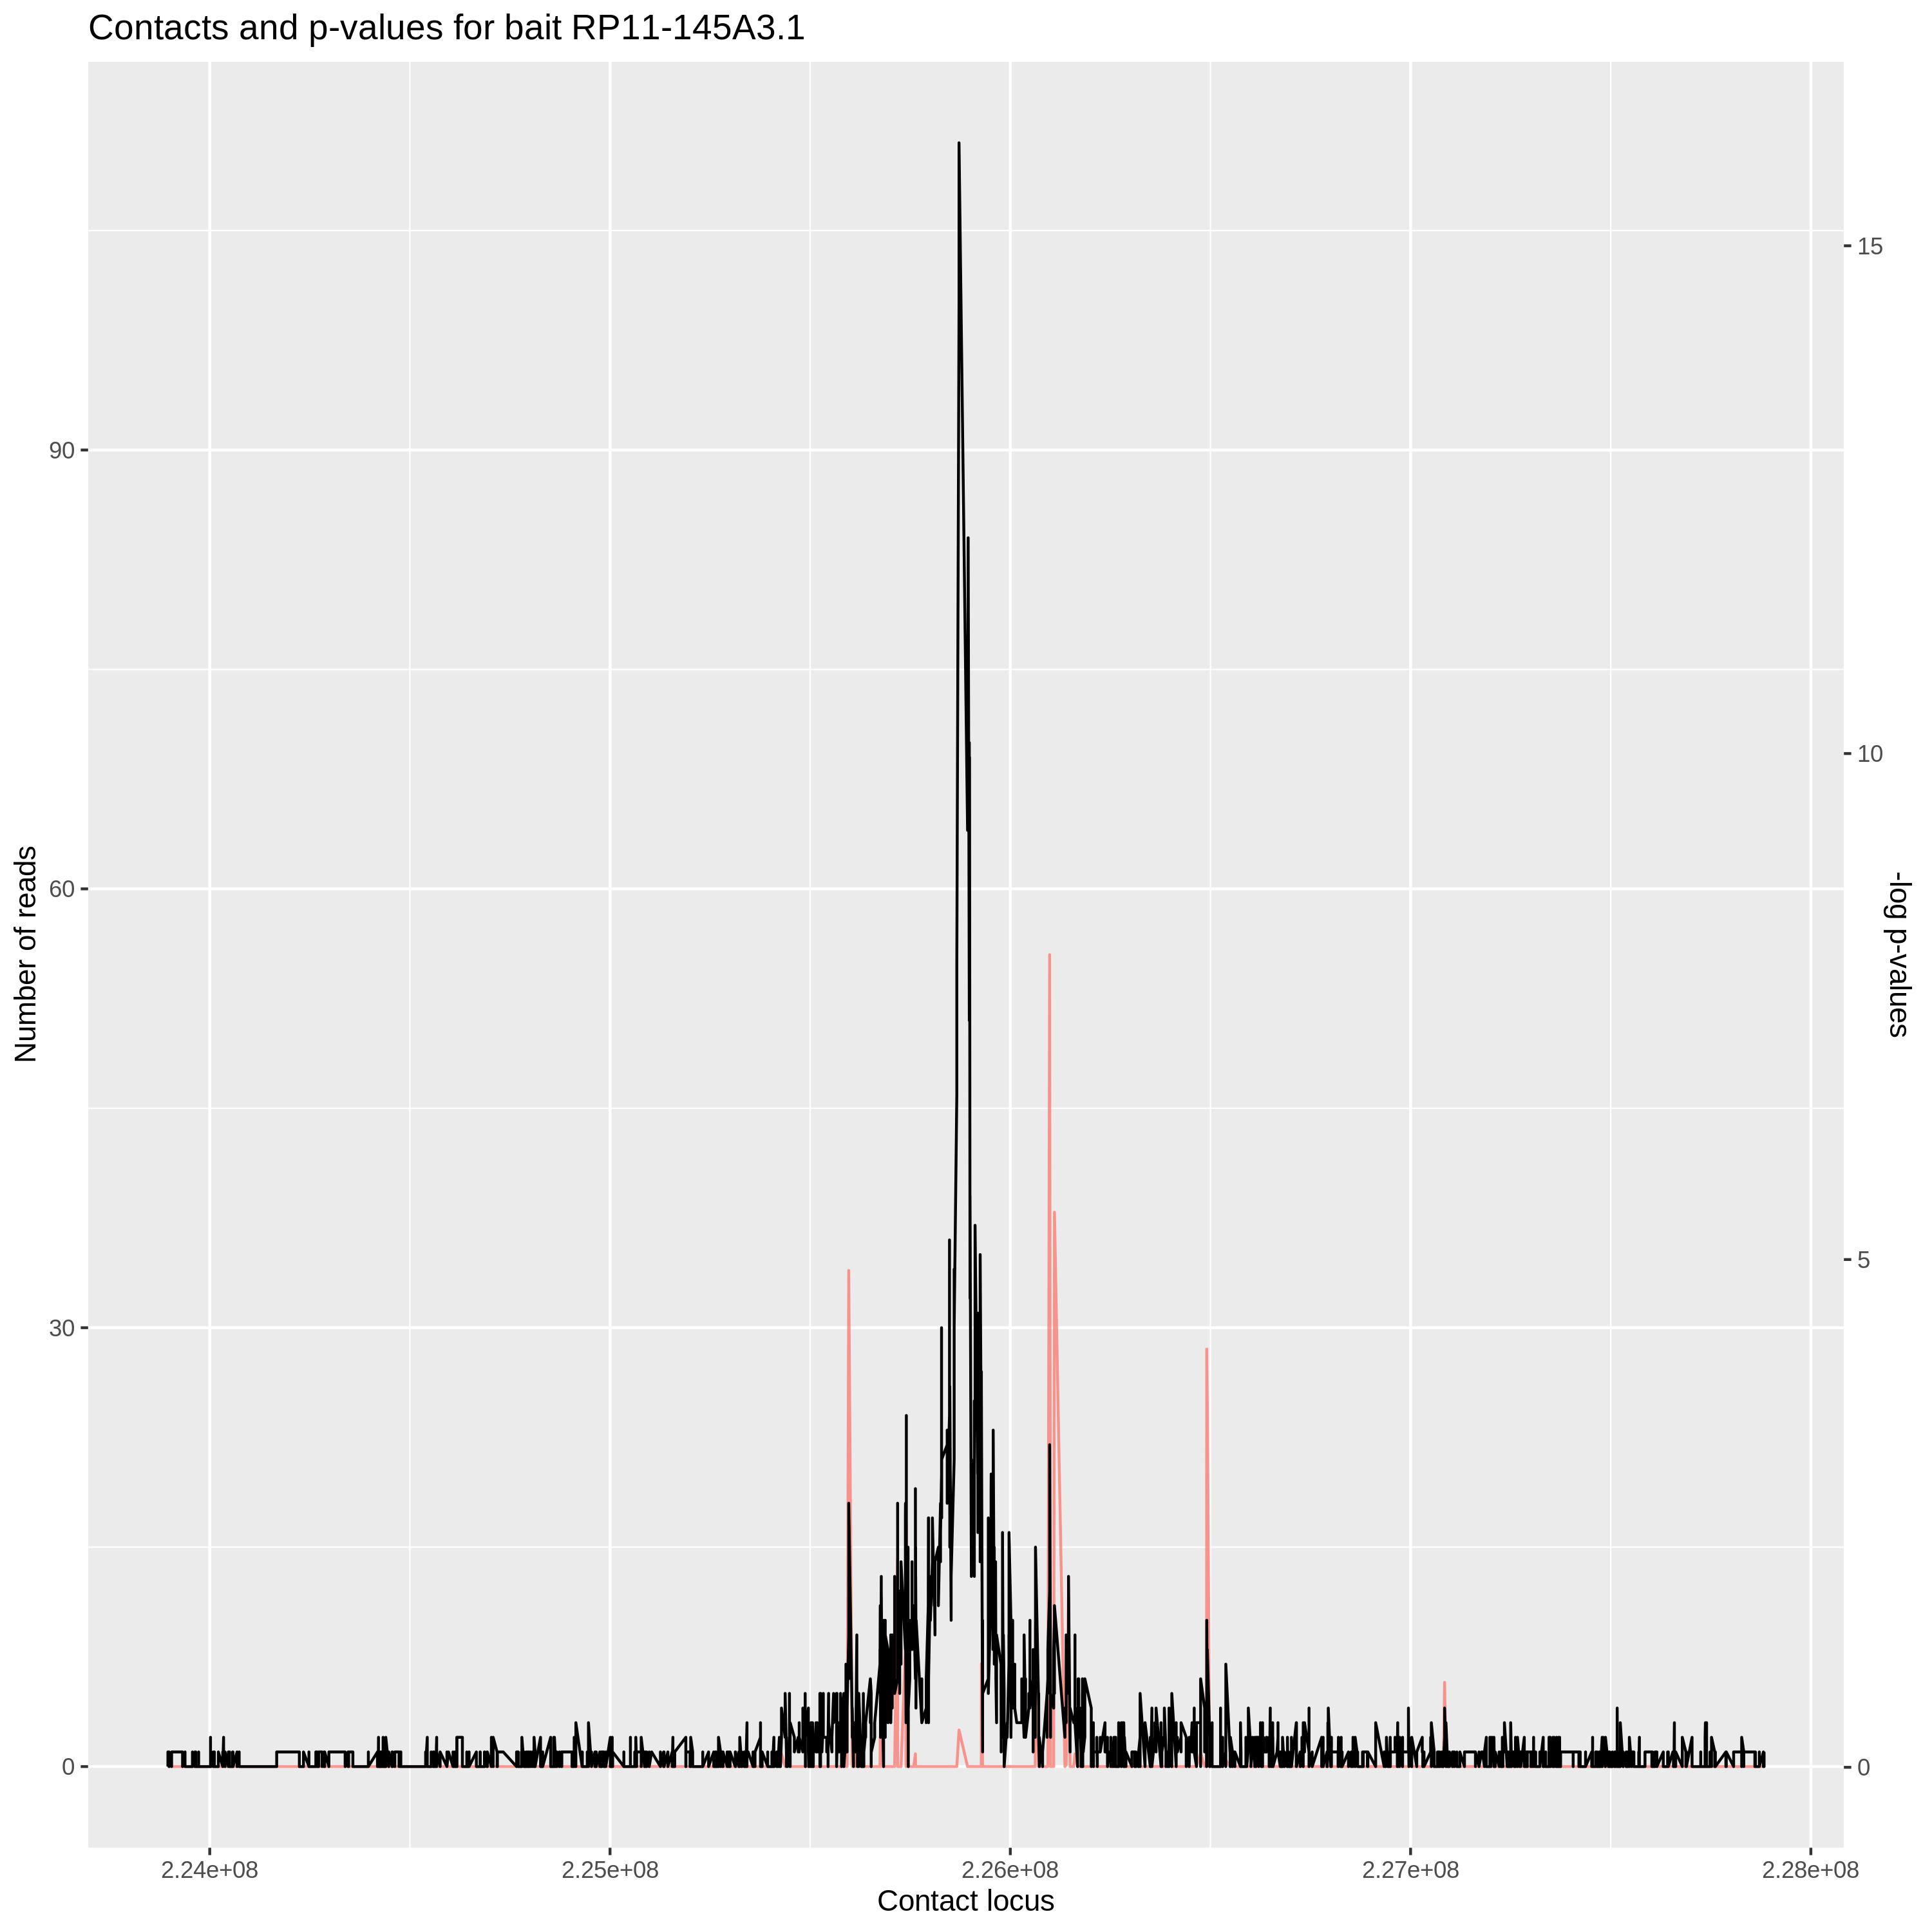 Contacts and p-values for bait RP11-145A3.1
15
90
10
60
Number of reads
-log p-values
5
30
0
0
2.24e+08 2.25e+08 2.26e+08 2.27e+08 2.28e+08
Contact locus